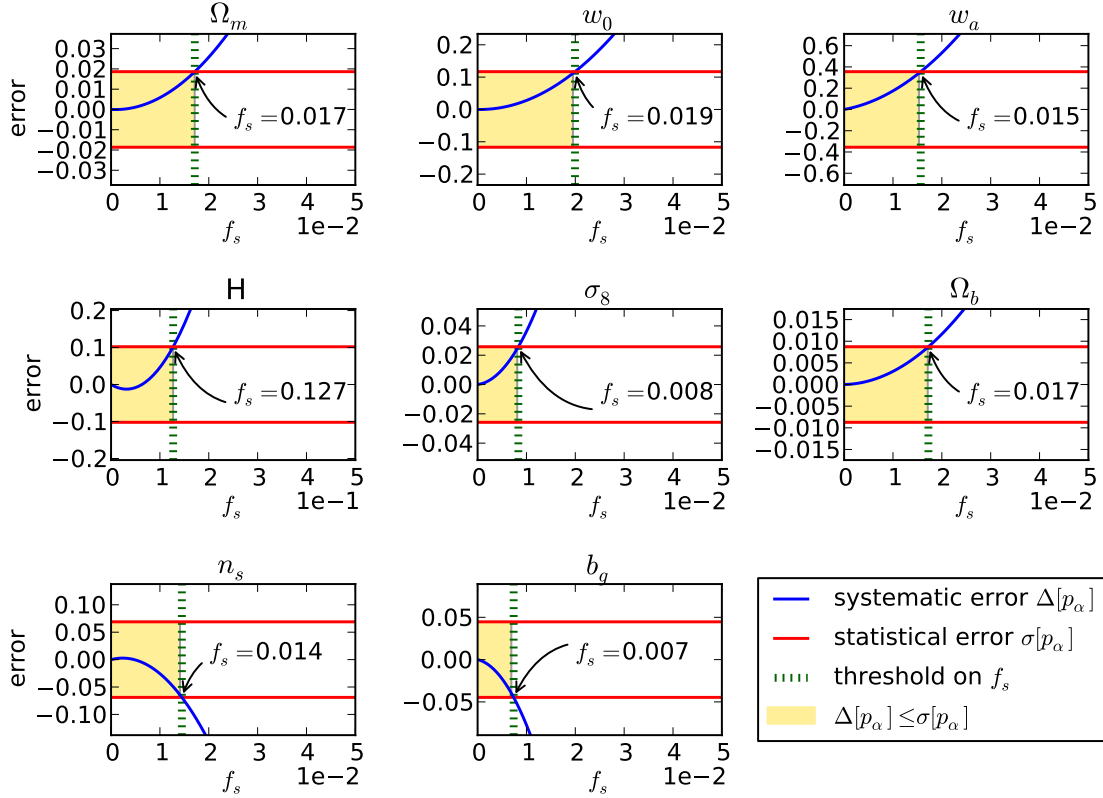 Ω_m
error
0.03
0.02
0.01
0.00
−0.01
−0.02
−0.03
f_s = 0.017
0 1 2 3 4 5
1e−2
f_s
w_0
0.2
0.1
0.0
−0.1
−0.2
f_s = 0.019
0 1 2 3 4 5
1e−2
f_s
w_a
0.6
0.4
0.2
0.0
−0.2
−0.4
−0.6
f_s = 0.015
0 1 2 3 4 5
1e−2
f_s
H
error
0.2
0.1
0.0
−0.1
−0.2
f_s = 0.127
0 1 2 3 4 5
1e−1
f_s
σ_8
0.04
0.02
0.00
−0.02
−0.04
f_s = 0.008
0 1 2 3 4 5
1e−2
f_s
Ω_b
0.015
0.010
0.005
0.000
−0.005
−0.010
−0.015
f_s = 0.017
0 1 2 3 4 5
1e−2
f_s
n_s
error
0.10
0.05
0.00
−0.05
−0.10
f_s = 0.014
0 1 2 3 4 5
1e−2
f_s
b_g
0.05
0.00
−0.05
f_s = 0.007
0 1 2 3 4 5
1e−2
f_s
systematic error Δ[p_α]
statistical error σ[p_α]
threshold on f_s
Δ[p_α] ≤ σ[p_α]